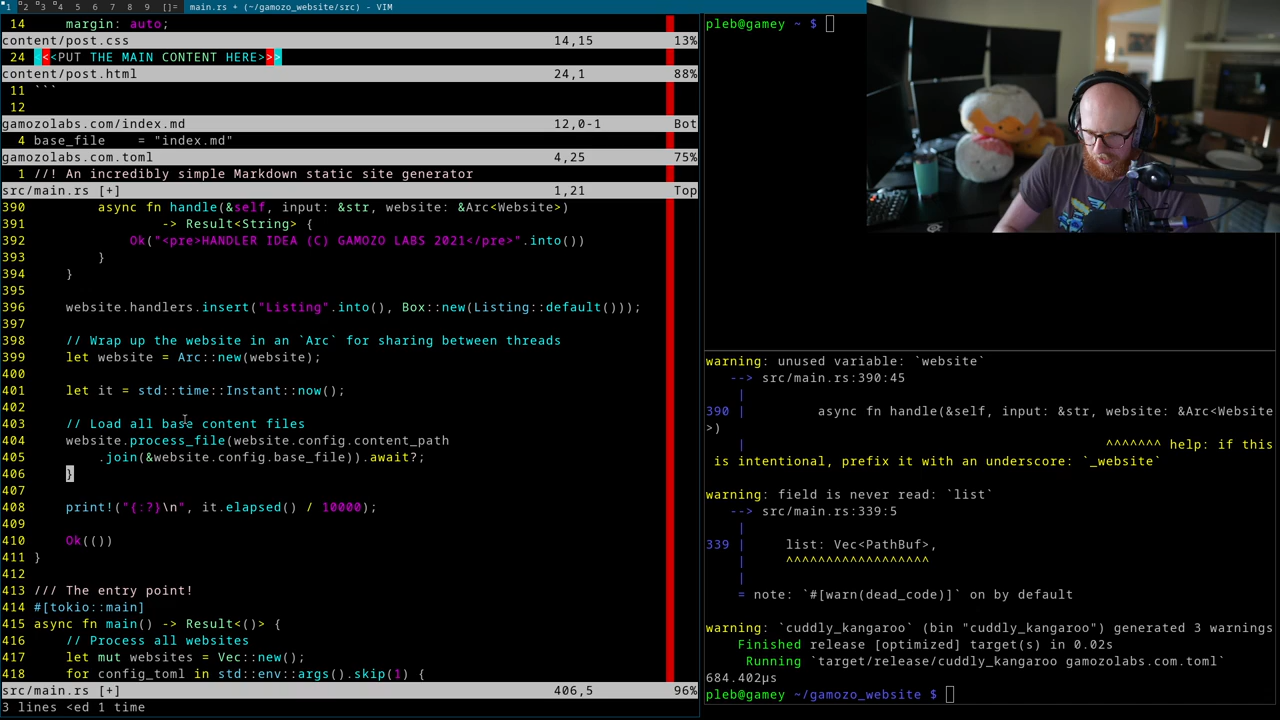 1 2 3 4 5 6 7 8 9 []= main.rs + (~/gamozo_website/src) - VIM
14     margin: auto;
content/post.css 14,15 13%
24 <<<PUT THE MAIN CONTENT HERE>>>
content/post.html 24,1 88%
11 ```
12
gamozolabs.com/index.md 12,0-1 Bot
4 base_file    = "index.md"
gamozolabs.com.toml 4,25 75%
1 //! An incredibly simple Markdown static site generator
src/main.rs [+] 1,21 Top
390         async fn handle(&self, input: &str, website: &Arc<Website>)
391                 -> Result<String> {
392             Ok("<pre>HANDLER IDEA (C) GAMOZO LABS 2021</pre>".into())
393         }
394     }
395
396     website.handlers.insert("Listing".into(), Box::new(Listing::default()));
397
398     // Wrap up the website in an `Arc` for sharing between threads
399     let website = Arc::new(website);
400
401     let it = std::time::Instant::now();
402
403     // Load all base content files
404     website.process_file(website.config.content_path
405         .join(&website.config.base_file)).await?;
406     }
407
408     print!("{:?}\n", it.elapsed() / 10000);
409
410     Ok(())
411 }
412
413 /// The entry point!
414 #[tokio::main]
415 async fn main() -> Result<()> {
416     // Process all websites
417     let mut websites = Vec::new();
418     for config_toml in std::env::args().skip(1) {
src/main.rs [+] 406,5 96%
3 lines <ed 1 time
pleb@gamey ~ $
warning: unused variable: `website`
   --> src/main.rs:390:45
    |
390 |         async fn handle(&self, input: &str, website: &Arc<Website
>)
    |                                             ^^^^^^^ help: if this
 is intentional, prefix it with an underscore: `_website`
warning: field is never read: `list`
   --> src/main.rs:339:5
    |
339 |     list: Vec<PathBuf>,
    |     ^^^^^^^^^^^^^^^^^^
    |
    = note: `#[warn(dead_code)]` on by default
warning: `cuddly_kangaroo` (bin "cuddly_kangaroo") generated 3 warnings
    Finished release [optimized] target(s) in 0.02s
     Running `target/release/cuddly_kangaroo gamozolabs.com.toml`
684.402µs
pleb@gamey ~/gamozo_website $